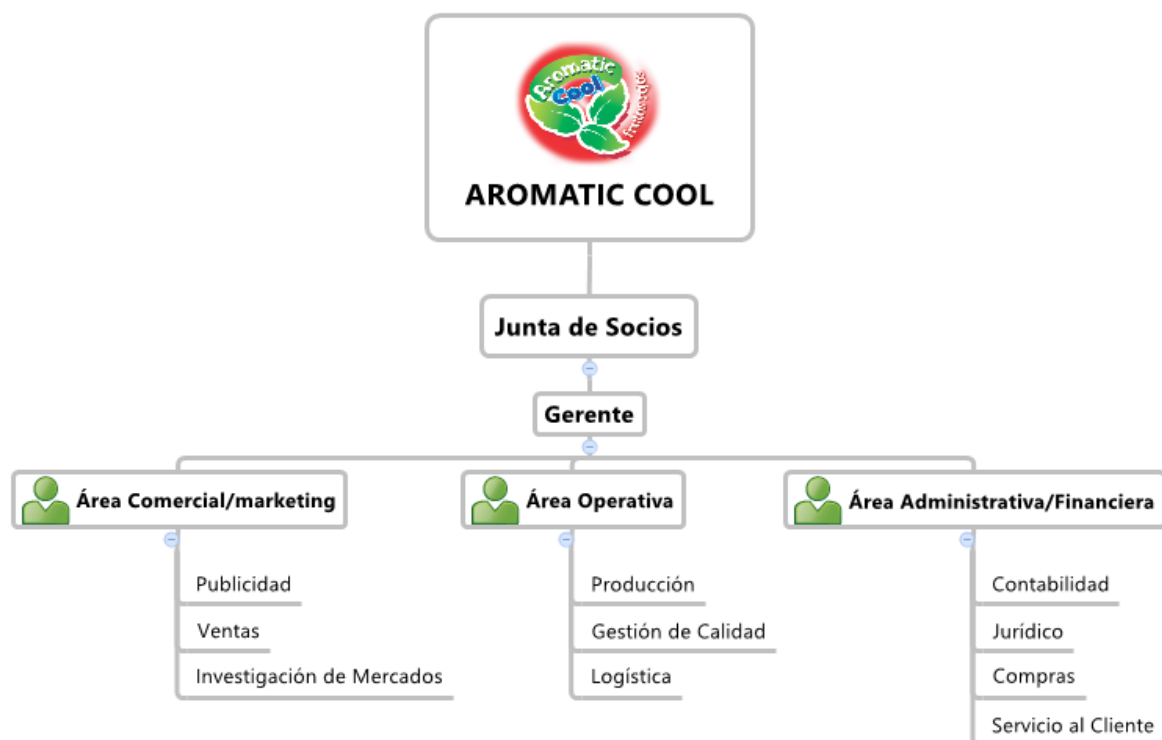 Aromatic
Cool
AROMATIC COOL
Junta de Socios
Gerente
Área Comercial/marketing
Publicidad
Ventas
Investigación de Mercados
Área Operativa
Producción
Gestión de Calidad
Logística
Área Administrativa/Financiera
Contabilidad
Jurídico
Compras
Servicio al Cliente